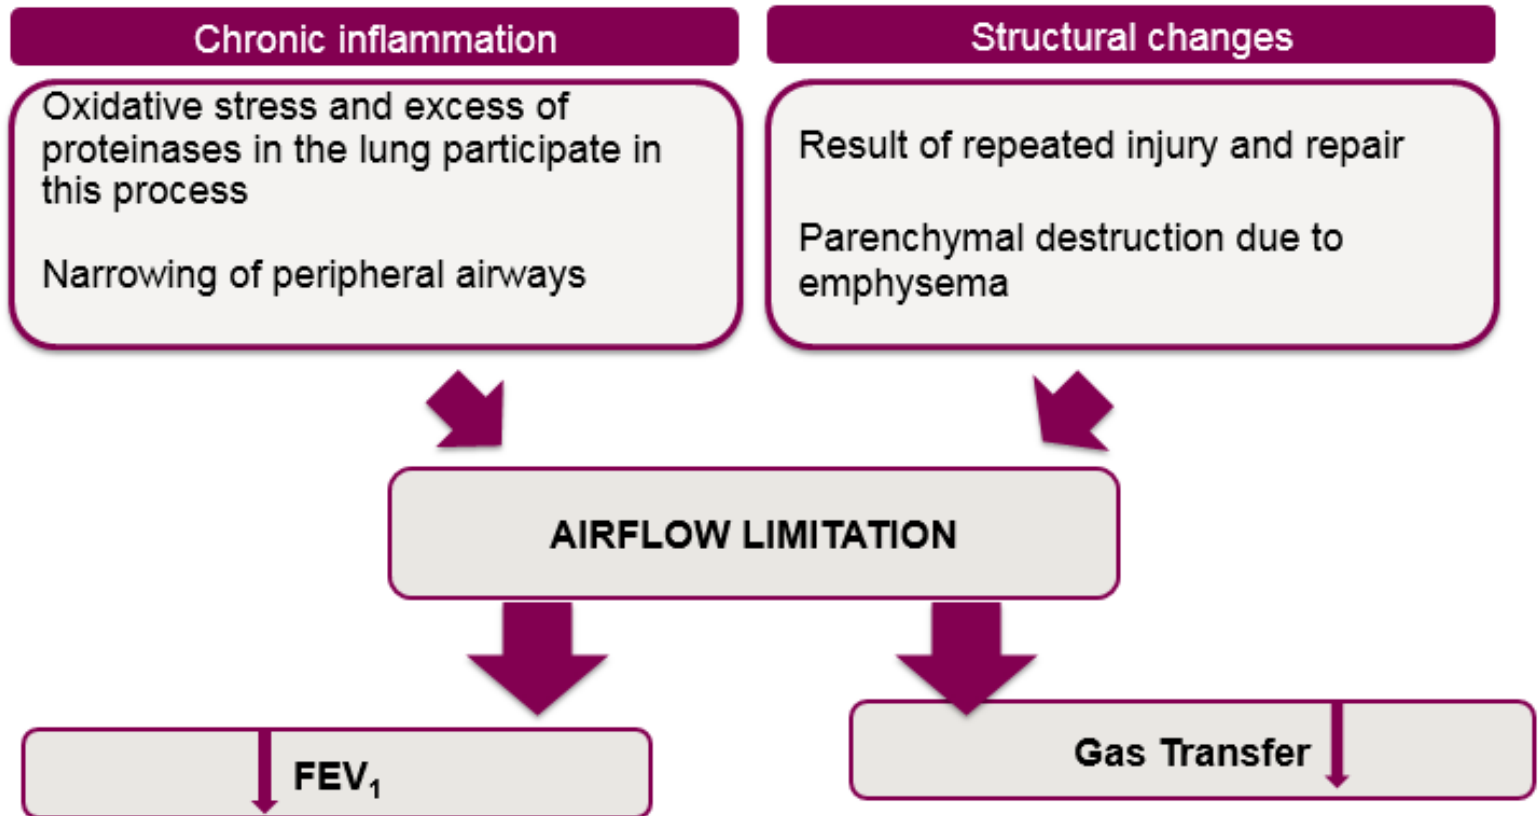 Chronic inflammation
Oxidative stress and excess of
proteinases in the lung participate in
this process
Narrowing of peripheral airways
Structural changes
Result of repeated injury and repair
Parenchymal destruction due to
emphysema
AIRFLOW LIMITATION
FEV₁
Gas Transfer